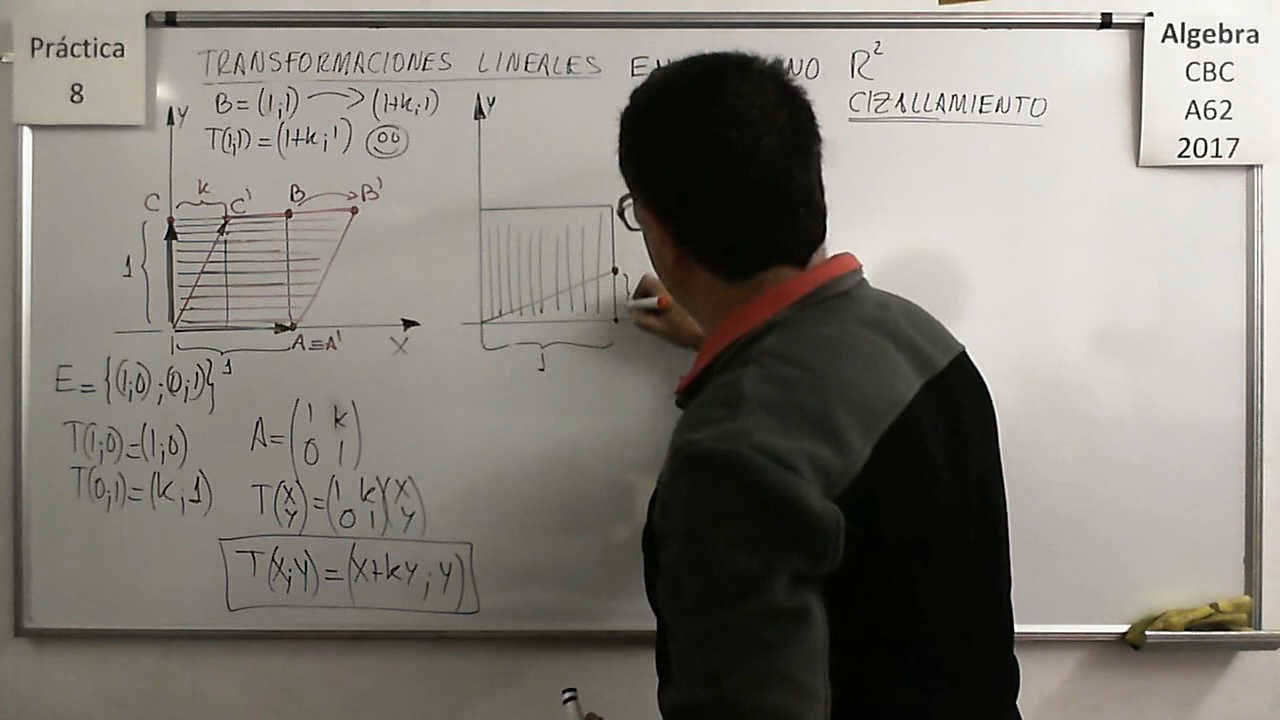 Práctica
8
TRANSFORMACIONES LINEALES EN NO R²
CIZALLAMIENTO
Algebra
CBC
A62
2017
B=(1;1) → (1+k;1)
T(1;1)=(1+k;1)
Y
C k C' B B'
1
A≡A'
X
1
Y
1
E={(1;0);(0;1)}
T(1;0)=(1;0)
T(0;1)=(k;1)
A=(1 k
0 1)
T(X
Y)=(1 k
0 1)(X
Y)
T(X;Y)=(X+kY;Y)